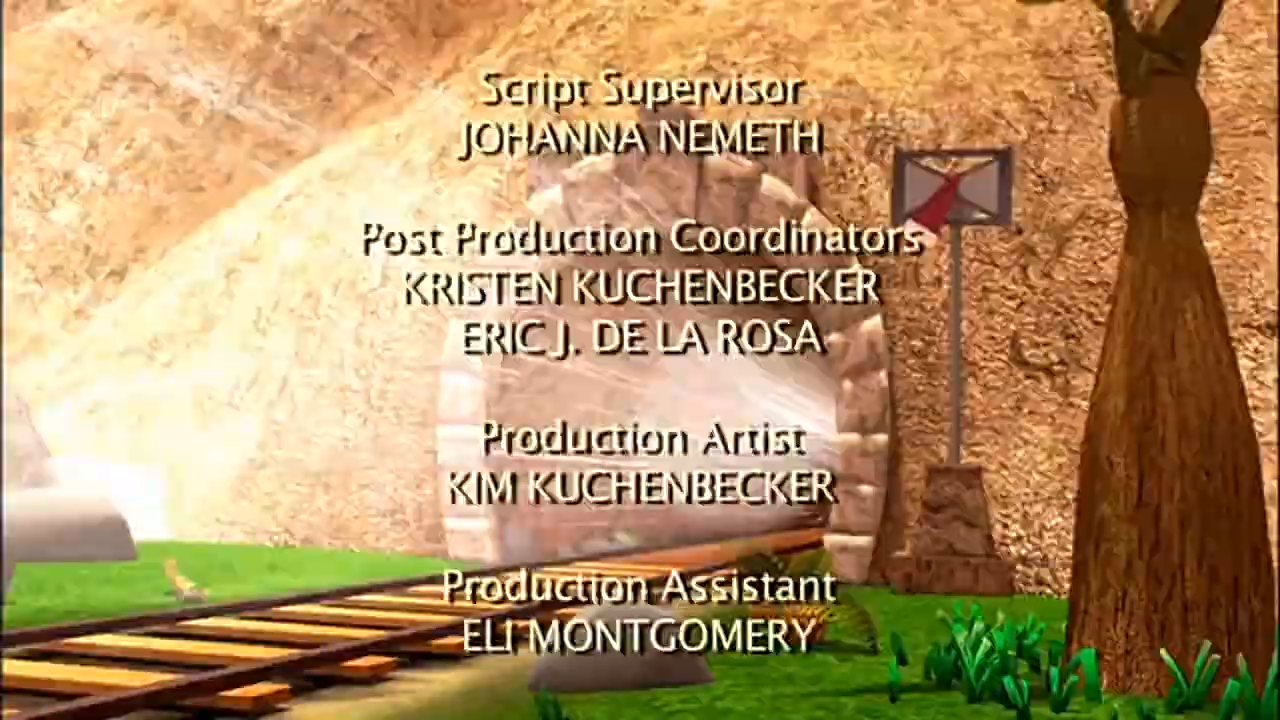 Script Supervisor
JOHANNA NEMETH
Post Production Coordinators
KRISTEN KUCHENBECKER
ERIC J. DE LA ROSA
Production Artist
KIM KUCHENBECKER
Production Assistant
ELI MONTGOMERY